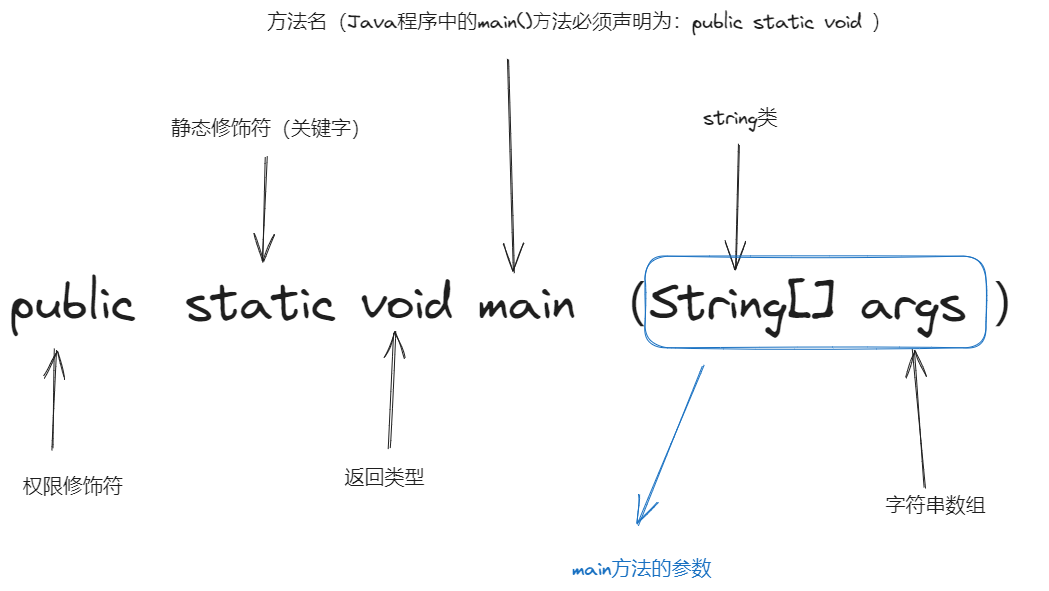 方法名（Java程序中的main()方法必须声明为：public static void ）
静态修饰符（关键字）
string类
public static void main (String[] args )
权限修饰符
返回类型
字符串数组
main方法的参数